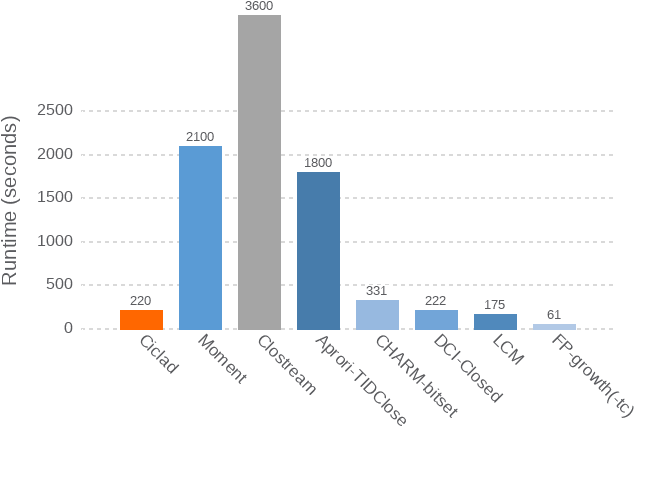 3600
2500
2100
2000
1800
1500
1000
500
331
220
222
175
61
0
Runtime (seconds)
Ciclad
Moment
Clostream
Aprori-TIDClose
CHARM-bitset
DCI-Closed
LCM
FP-growth(-tc)